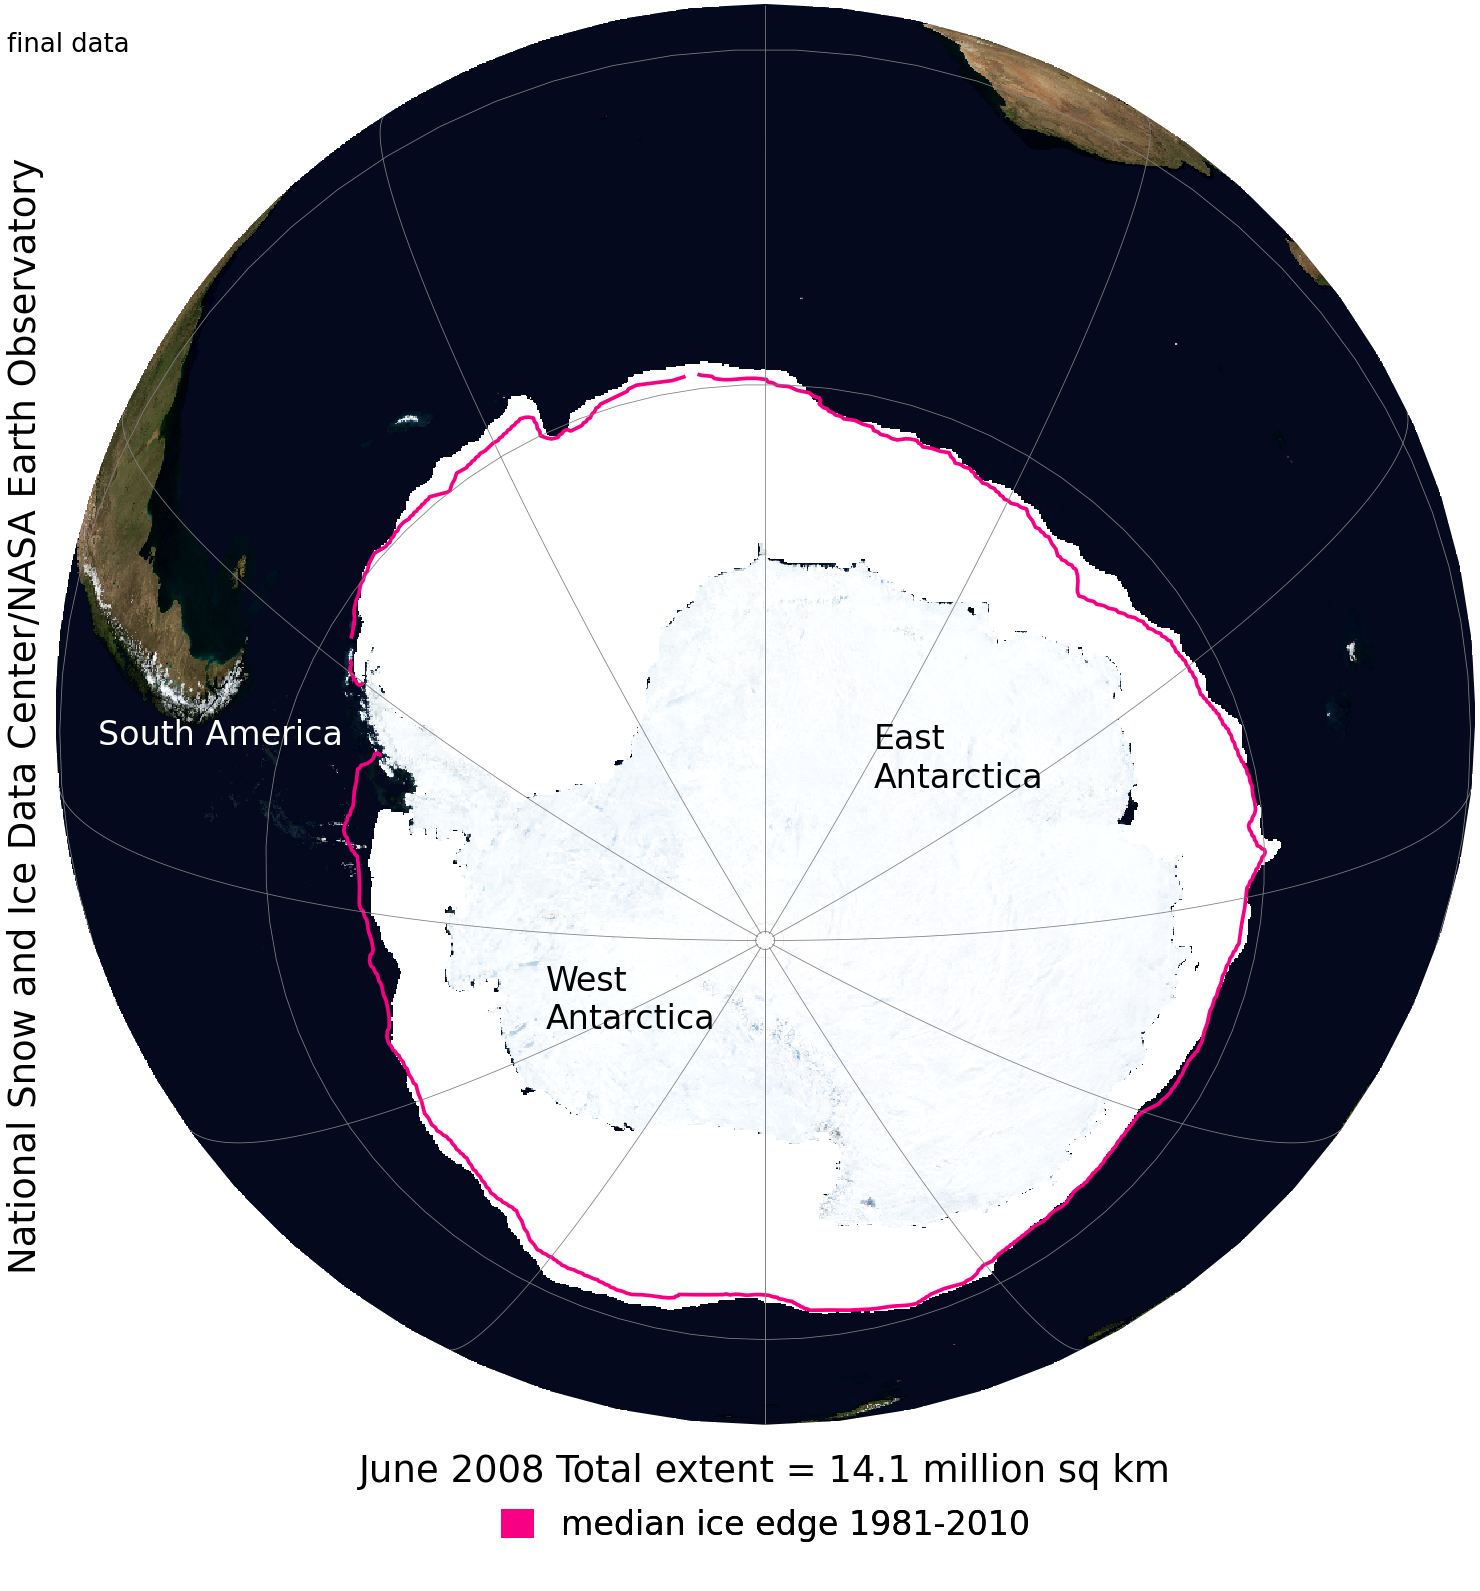 final data
National Snow and Ice Data Center/NASA Earth Observatory
South America
East
Antarctica
West
Antarctica
June 2008 Total extent = 14.1 million sq km
median ice edge 1981-2010